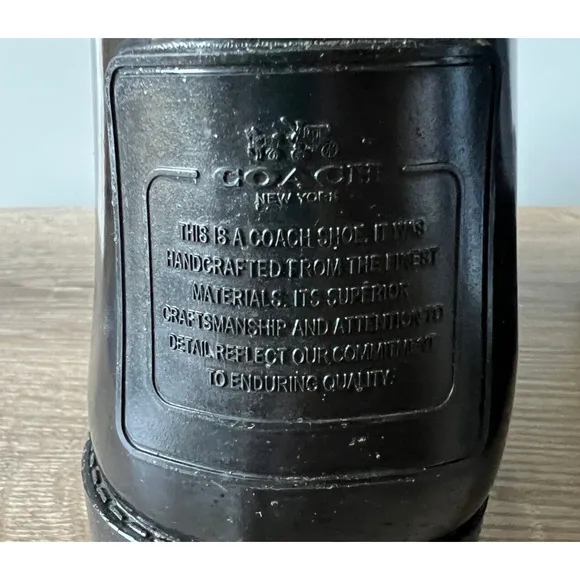 COACH
NEW YORK
THIS IS A COACH SHOE. IT WAS
HANDCRAFTED FROM THE FINEST
MATERIALS. ITS SUPERIOR
CRAFTSMANSHIP AND ATTENTION TO
DETAIL REFLECT OUR COMMITMENT
TO ENDURING QUALITY.